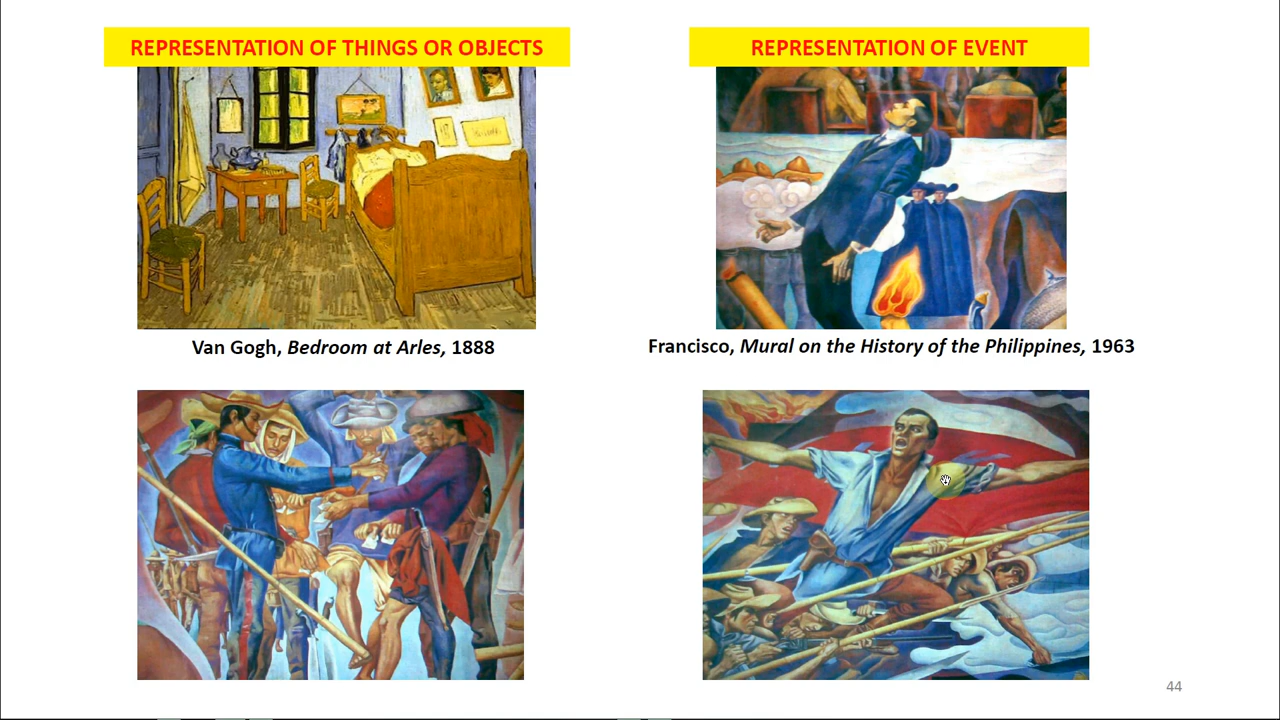 REPRESENTATION OF THINGS OR OBJECTS
REPRESENTATION OF EVENT
Van Gogh, Bedroom at Arles, 1888
Francisco, Mural on the History of the Philippines, 1963
44